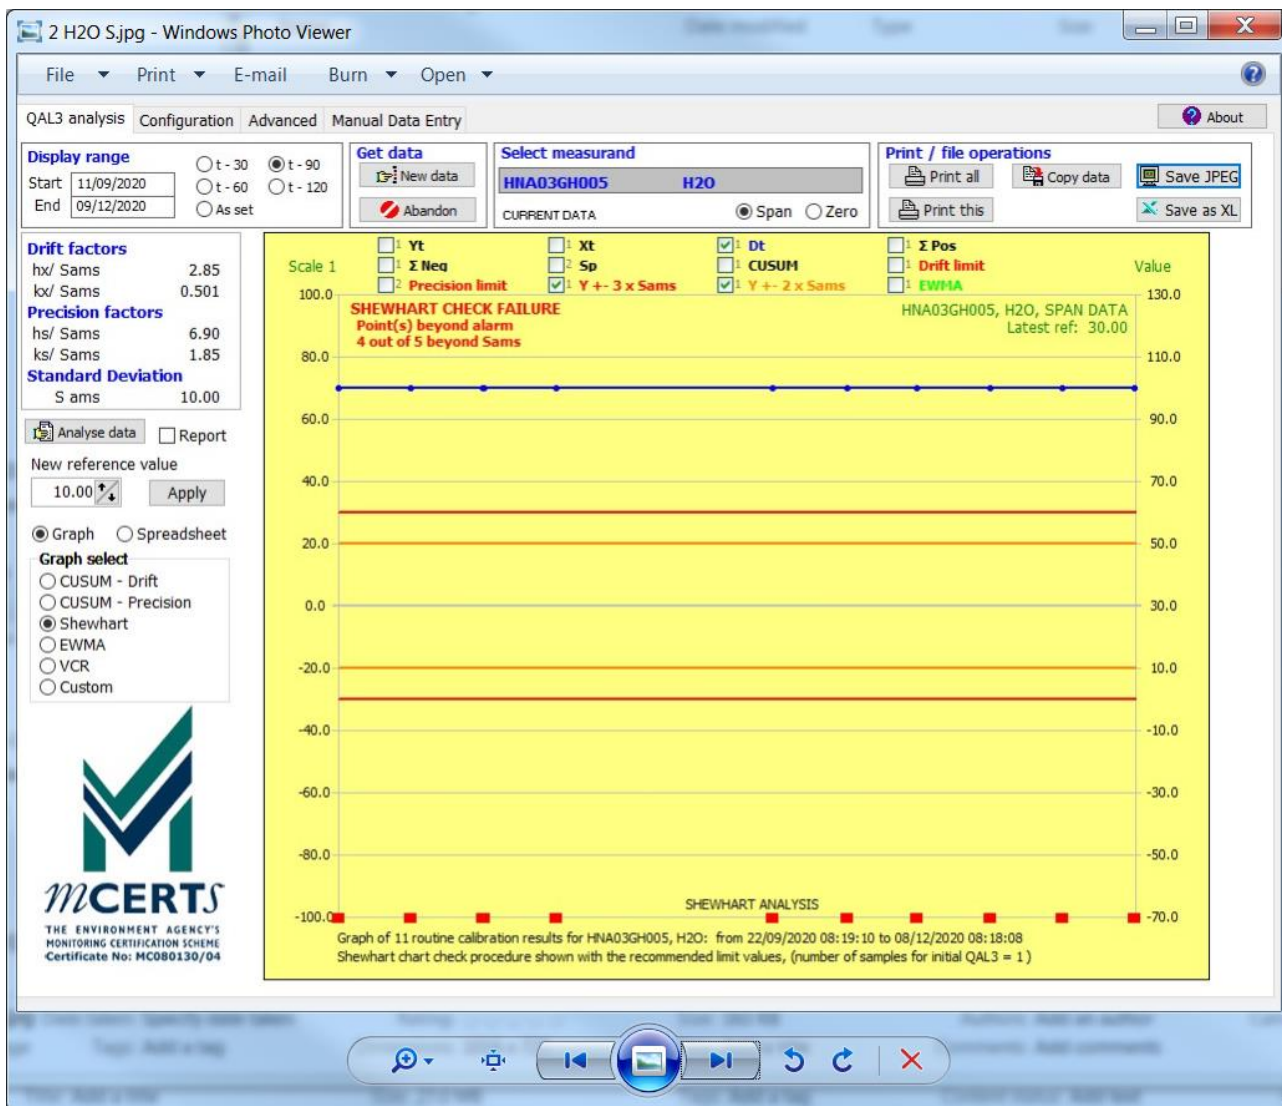 2 H2O S.jpg - Windows Photo Viewer
File Print E-mail Burn Open
QAL3 analysis Configuration Advanced Manual Data Entry About
Display range
t - 30 t - 90
Start 11/09/2020 t - 60 t - 120
End 09/12/2020 As set
Get data
New data
Abandon
Select measurand
HNA03GH005 H2O
CURRENT DATA Span Zero
Print / file operations
Print all Copy data Save JPEG
Print this Save as XL
Drift factors
hx/ Sams 2.85
kx/ Sams 0.501
Precision factors
hs/ Sams 6.90
ks/ Sams 1.85
Standard Deviation
S ams 10.00
Analyse data Report
New reference value
10.00 Apply
Graph Spreadsheet
Graph select
CUSUM - Drift
CUSUM - Precision
Shewhart
EWMA
VCR
Custom
mCERTS
THE ENVIRONMENT AGENCY'S
MONITORING CERTIFICATION SCHEME
Certificate No: MC080130/04
1 Yt 1 Xt 1 Dt 1 Σ Pos
Scale 1 1 Σ Neg 2 Sp 1 CUSUM 1 Drift limit Value
2 Precision limit 1 Y +- 3 x Sams 1 Y +- 2 x Sams 1 EWMA
100.0 130.0
SHEWHART CHECK FAILURE HNA03GH005, H2O, SPAN DATA
Point(s) beyond alarm Latest ref: 30.00
4 out of 5 beyond Sams
80.0 110.0
60.0 90.0
40.0 70.0
20.0 50.0
0.0 30.0
-20.0 10.0
-40.0 -10.0
-60.0 -30.0
-80.0 -50.0
SHEWHART ANALYSIS
-100.0 -70.0
Graph of 11 routine calibration results for HNA03GH005, H2O: from 22/09/2020 08:19:10 to 08/12/2020 08:18:08
Shewhart chart check procedure shown with the recommended limit values, (number of samples for initial QAL3 = 1 )